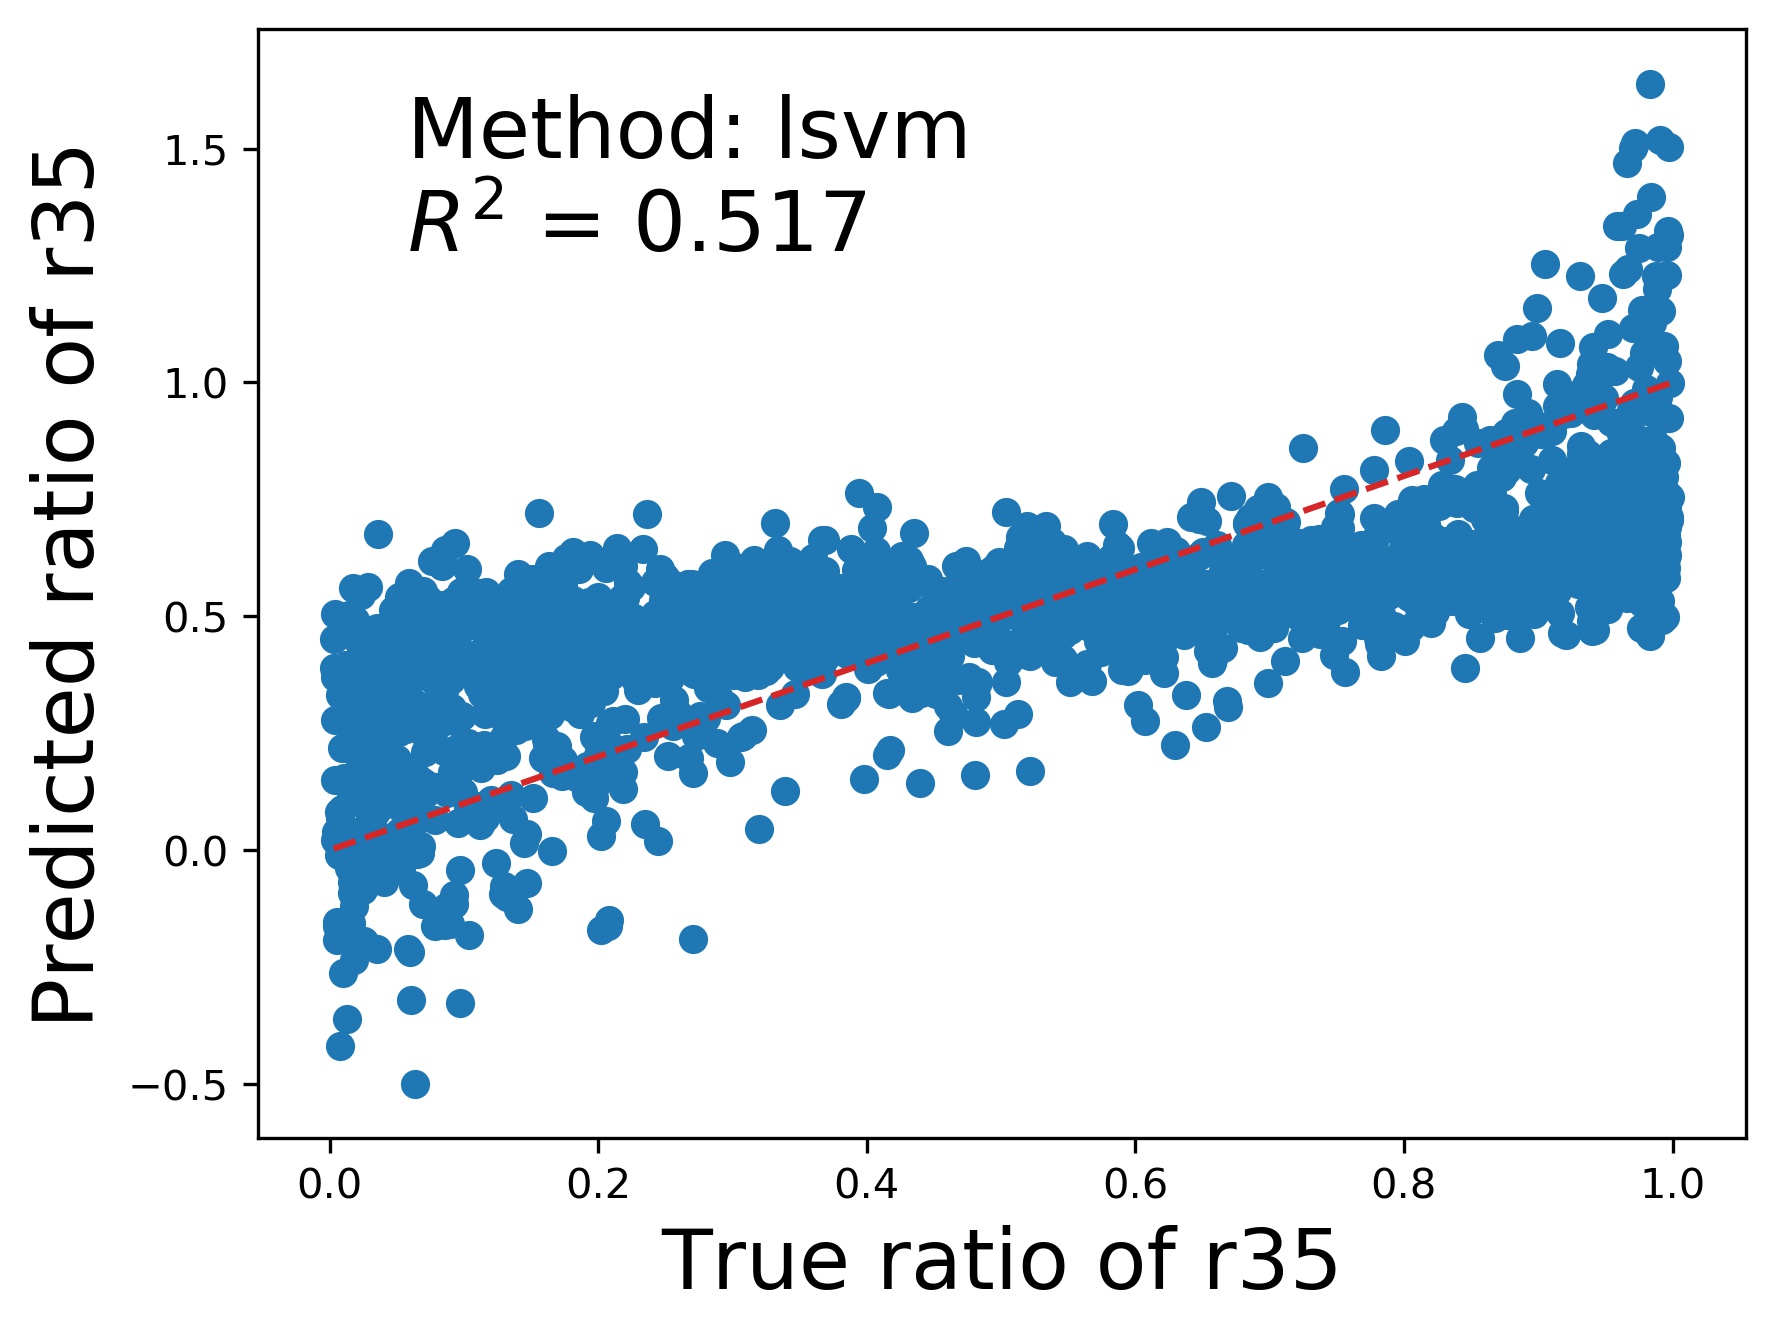 Method: lsvm
R² = 0.517
Predicted ratio of r35
1.5
1.0
0.5
0.0
−0.5
0.0 0.2 0.4 0.6 0.8 1.0
True ratio of r35